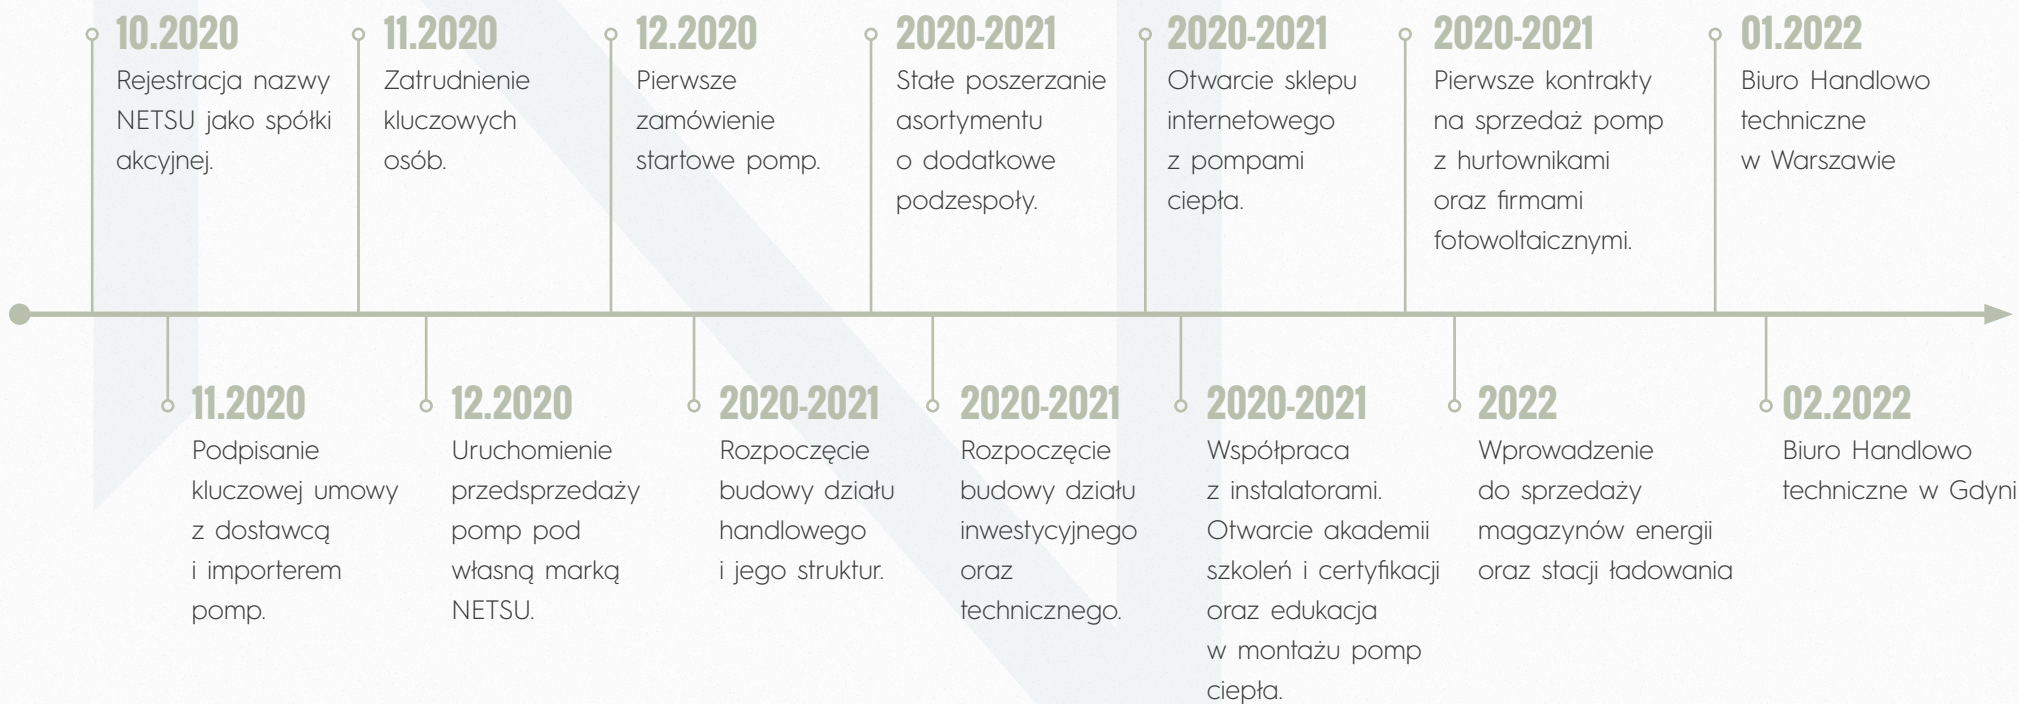 10.2020
Rejestracja nazwy
NETSU jako spółki
akcyjnej.
11.2020
Zatrudnienie
kluczowych
osób.
12.2020
Pierwsze
zamówienie
startowe pomp.
2020-2021
Stałe poszerzanie
asortymentu
o dodatkowe
podzespoły.
2020-2021
Otwarcie sklepu
internetowego
z pompami
ciepła.
2020-2021
Pierwsze kontrakty
na sprzedaż pomp
z hurtownikami
oraz firmami
fotowoltaicznymi.
01.2022
Biuro Handlowo
techniczne
w Warszawie
11.2020
Podpisanie
kluczowej umowy
z dostawcą
i importerem
pomp.
12.2020
Uruchomienie
przedsprzedaży
pomp pod
własną marką
NETSU.
2020-2021
Rozpoczęcie
budowy działu
handlowego
i jego struktur.
2020-2021
Rozpoczęcie
budowy działu
inwestycyjnego
oraz
technicznego.
2020-2021
Współpraca
z instalatorami.
Otwarcie akademii
szkoleń i certyfikacji
oraz edukacja
w montażu pomp
ciepła.
2022
Wprowadzenie
do sprzedaży
magazynów energii
oraz stacji ładowania
02.2022
Biuro Handlowo
techniczne w Gdyni